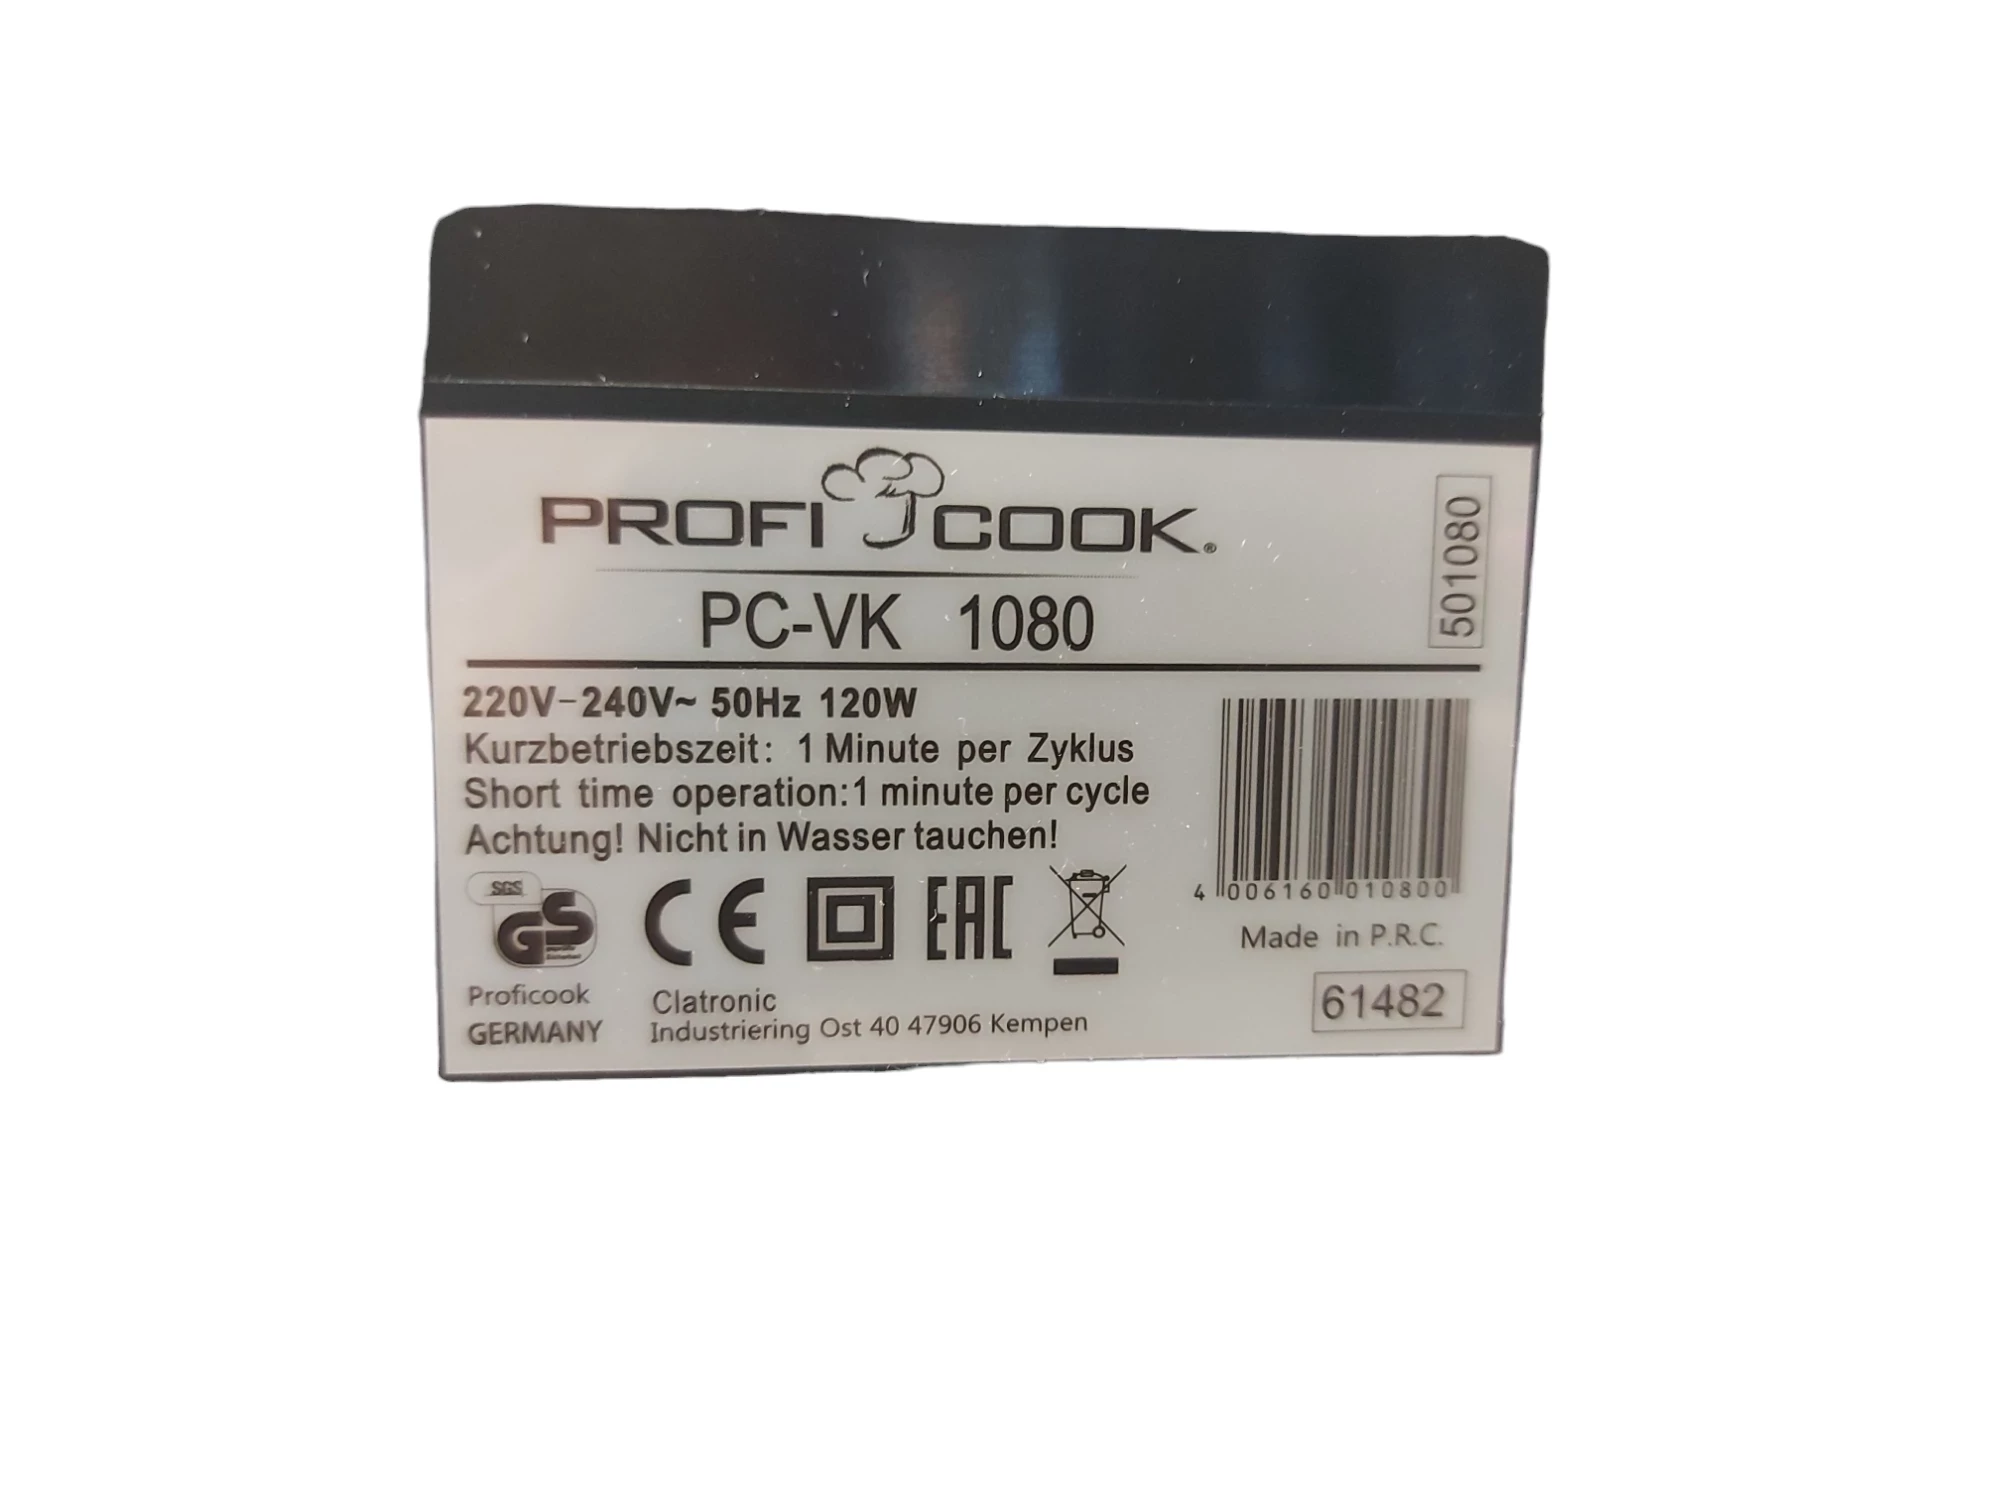 PROFI COOK®
501080
PC-VK 1080
220V-240V~ 50Hz 120W
Kurzbetriebszeit: 1 Minute per Zyklus
Short time operation:1 minute per cycle
Achtung! Nicht in Wasser tauchen!
SGS
GS
geprüfte
Sicherheit
CE
EAC
4 006160 010800
Made in P.R.C.
61482
Proficook
GERMANY
Clatronic
Industriering Ost 40 47906 Kempen